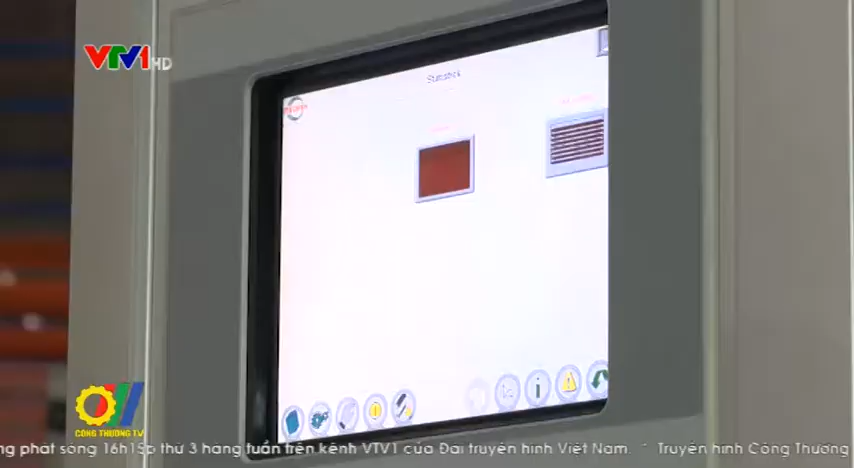 VTV1 HD
CÔNG THƯƠNG TV
phát sóng 16h15p thứ 3 hàng tuần trên kênh VTV1 của Đài truyền hình Việt Nam. Truyền hình Công Thương